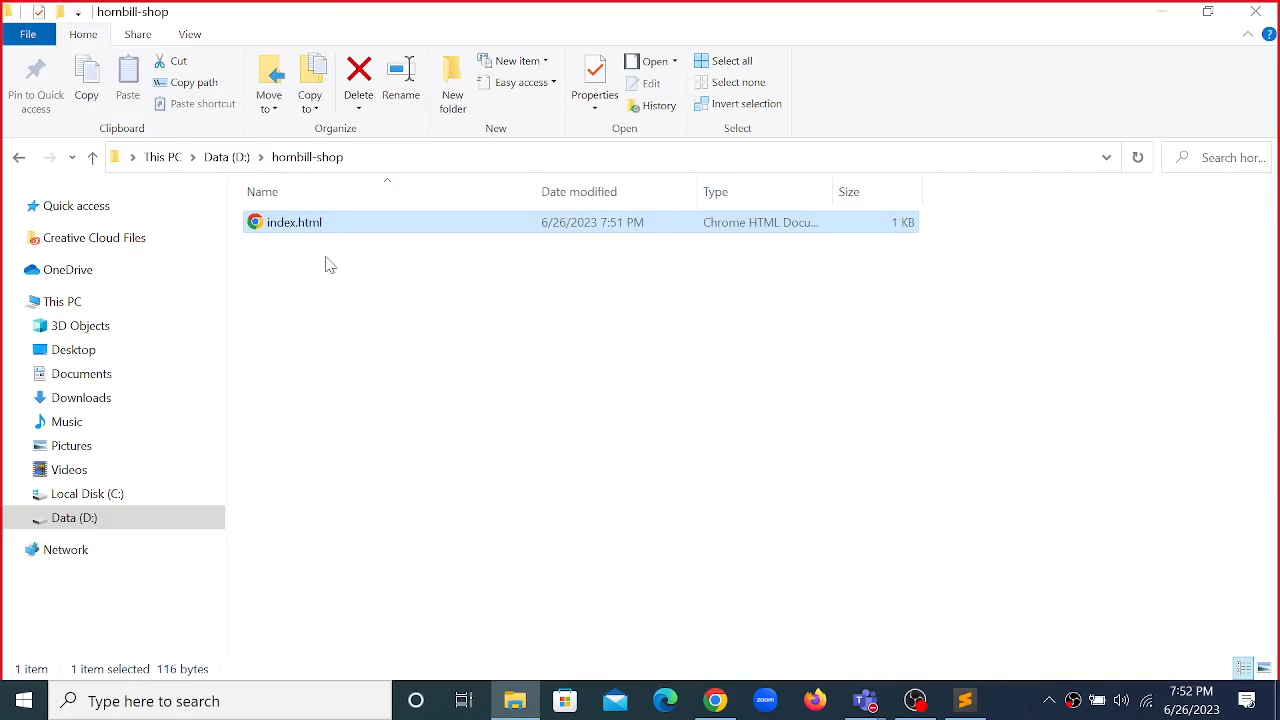 hornbill-shop
File Home Share View
Pin to Quick access
Copy
Paste
Cut
Copy path
Paste shortcut
Clipboard
Move to
Copy to
Delete
Rename
Organize
New folder
New item
Easy access
New
Properties
Open
Edit
History
Open
Select all
Select none
Invert selection
Select
This PC > Data (D:) > hornbill-shop
Search hor...
Name Date modified Type Size
index.html 6/26/2023 7:51 PM Chrome HTML Docu... 1 KB
Quick access
Creative Cloud Files
OneDrive
This PC
3D Objects
Desktop
Documents
Downloads
Music
Pictures
Videos
Local Disk (C:)
Data (D:)
Network
1 item 1 item selected 116 bytes
Type here to search
zoom
7:52 PM
6/26/2023